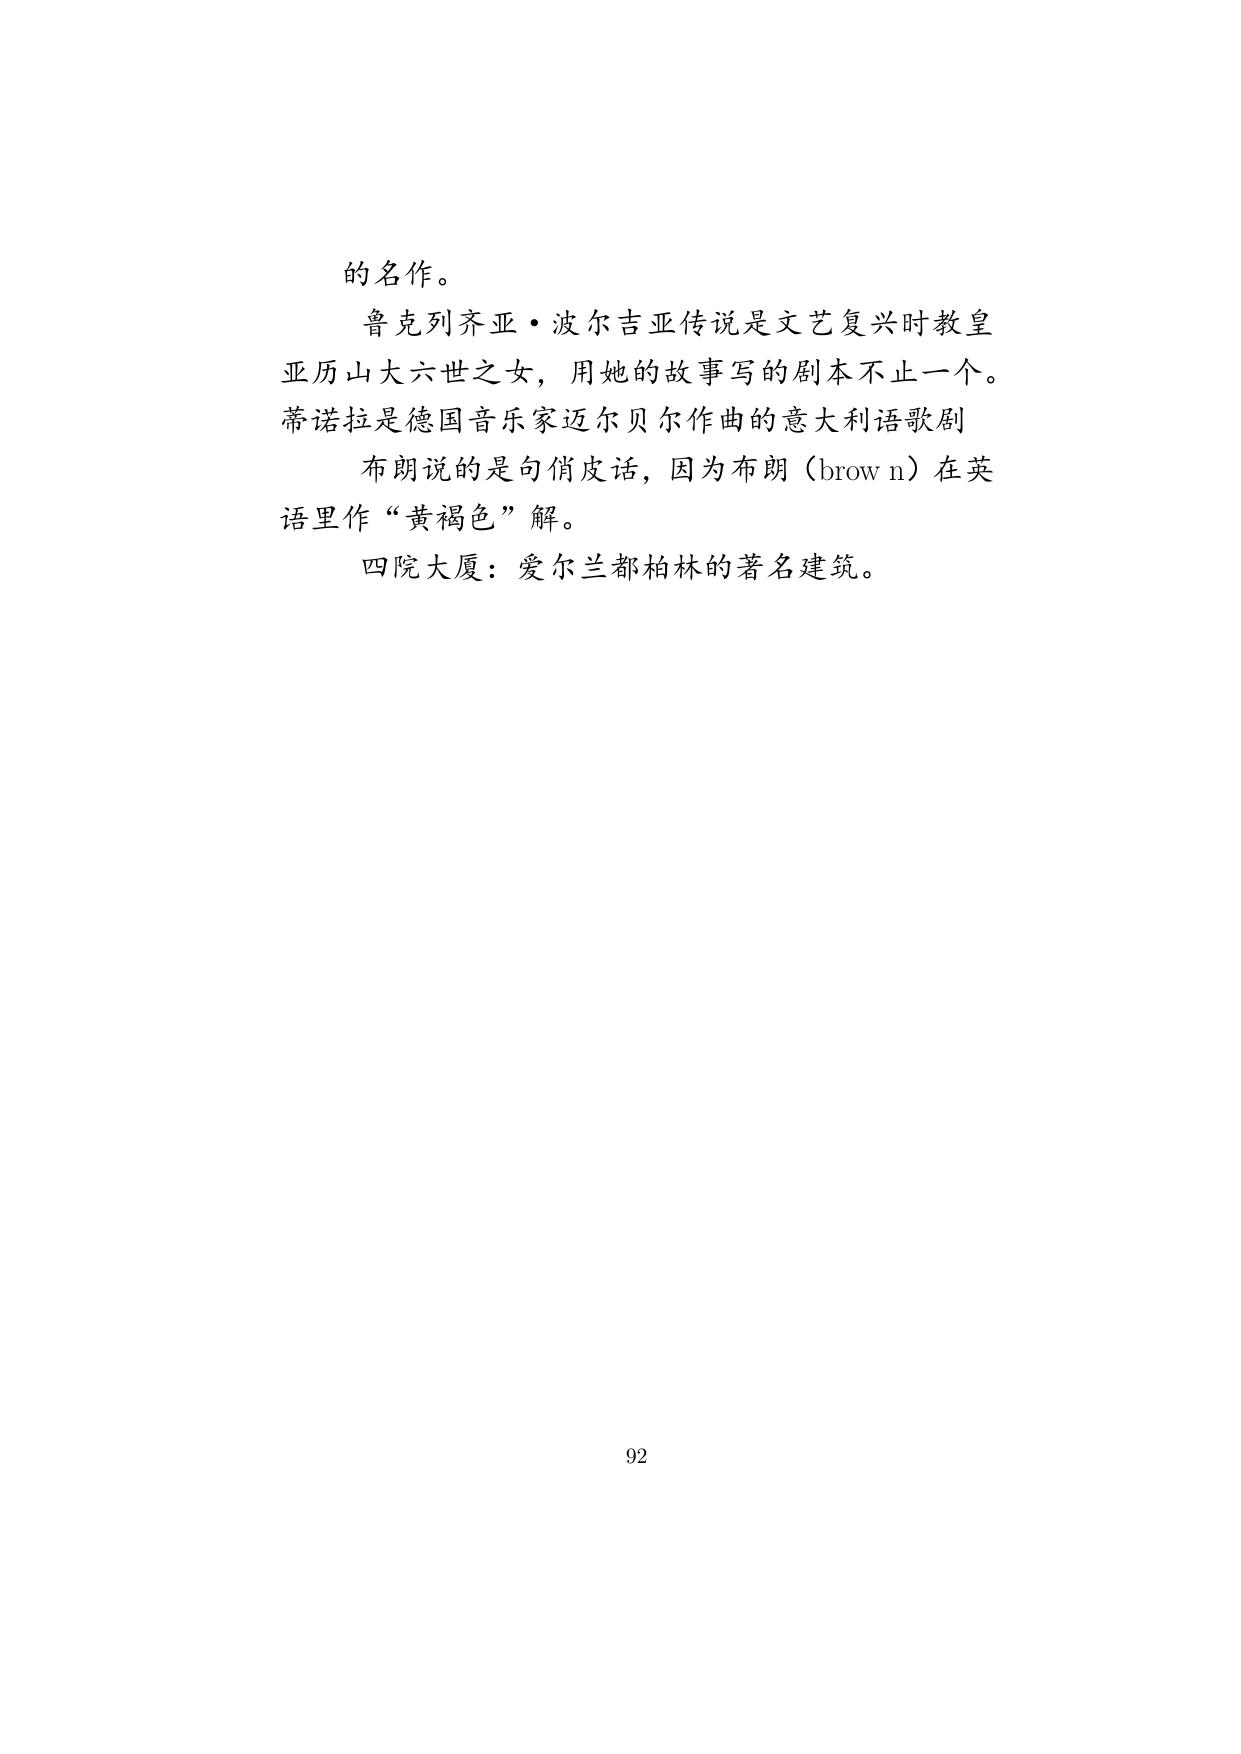 的名作。
鲁克列齐亚·波尔吉亚传说是文艺复兴时教皇
亚历山大六世之女，用她的故事写的剧本不止一个。
蒂诺拉是德国音乐家迈尔贝尔作曲的意大利语歌剧
布朗说的是句俏皮话，因为布朗（brow n）在英
语里作“黄褐色”解。
四院大厦：爱尔兰都柏林的著名建筑。
92